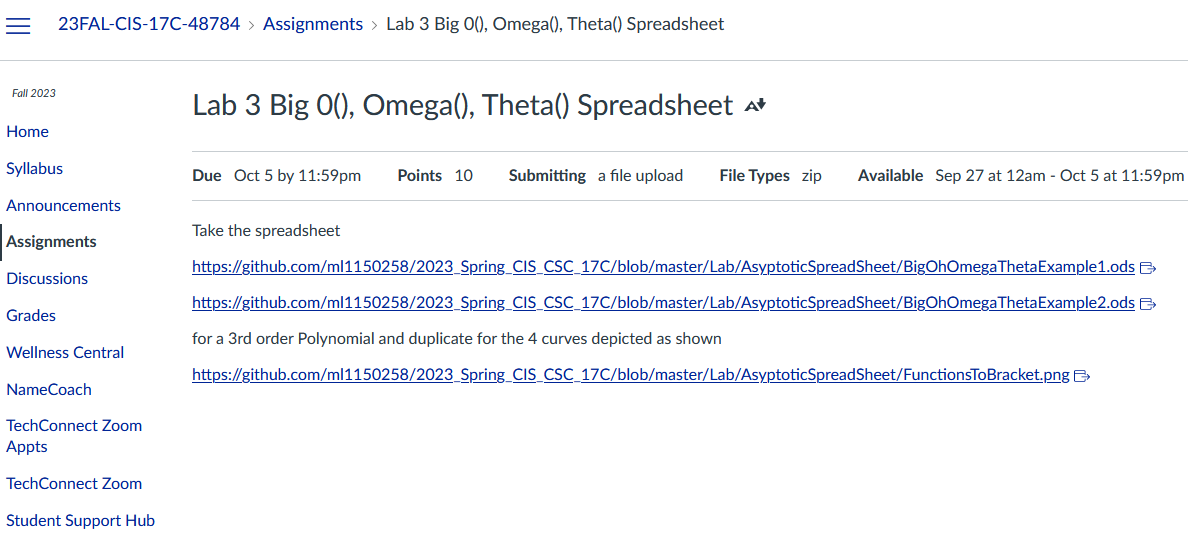 23FAL-CIS-17C-48784 > Assignments > Lab 3 Big 0(), Omega(), Theta() Spreadsheet
Fall 2023
Home
Syllabus
Announcements
Assignments
Discussions
Grades
Wellness Central
NameCoach
TechConnect Zoom
Appts
TechConnect Zoom
Student Support Hub
Lab 3 Big 0(), Omega(), Theta() Spreadsheet
Due Oct 5 by 11:59pm Points 10 Submitting a file upload File Types zip Available Sep 27 at 12am - Oct 5 at 11:59pm
Take the spreadsheet
https://github.com/ml1150258/2023_Spring_CIS_CSC_17C/blob/master/Lab/AsyptoticSpreadSheet/BigOhOmegaThetaExample1.ods
https://github.com/ml1150258/2023_Spring_CIS_CSC_17C/blob/master/Lab/AsyptoticSpreadSheet/BigOhOmegaThetaExample2.ods
for a 3rd order Polynomial and duplicate for the 4 curves depicted as shown
https://github.com/ml1150258/2023_Spring_CIS_CSC_17C/blob/master/Lab/AsyptoticSpreadSheet/FunctionsToBracket.png